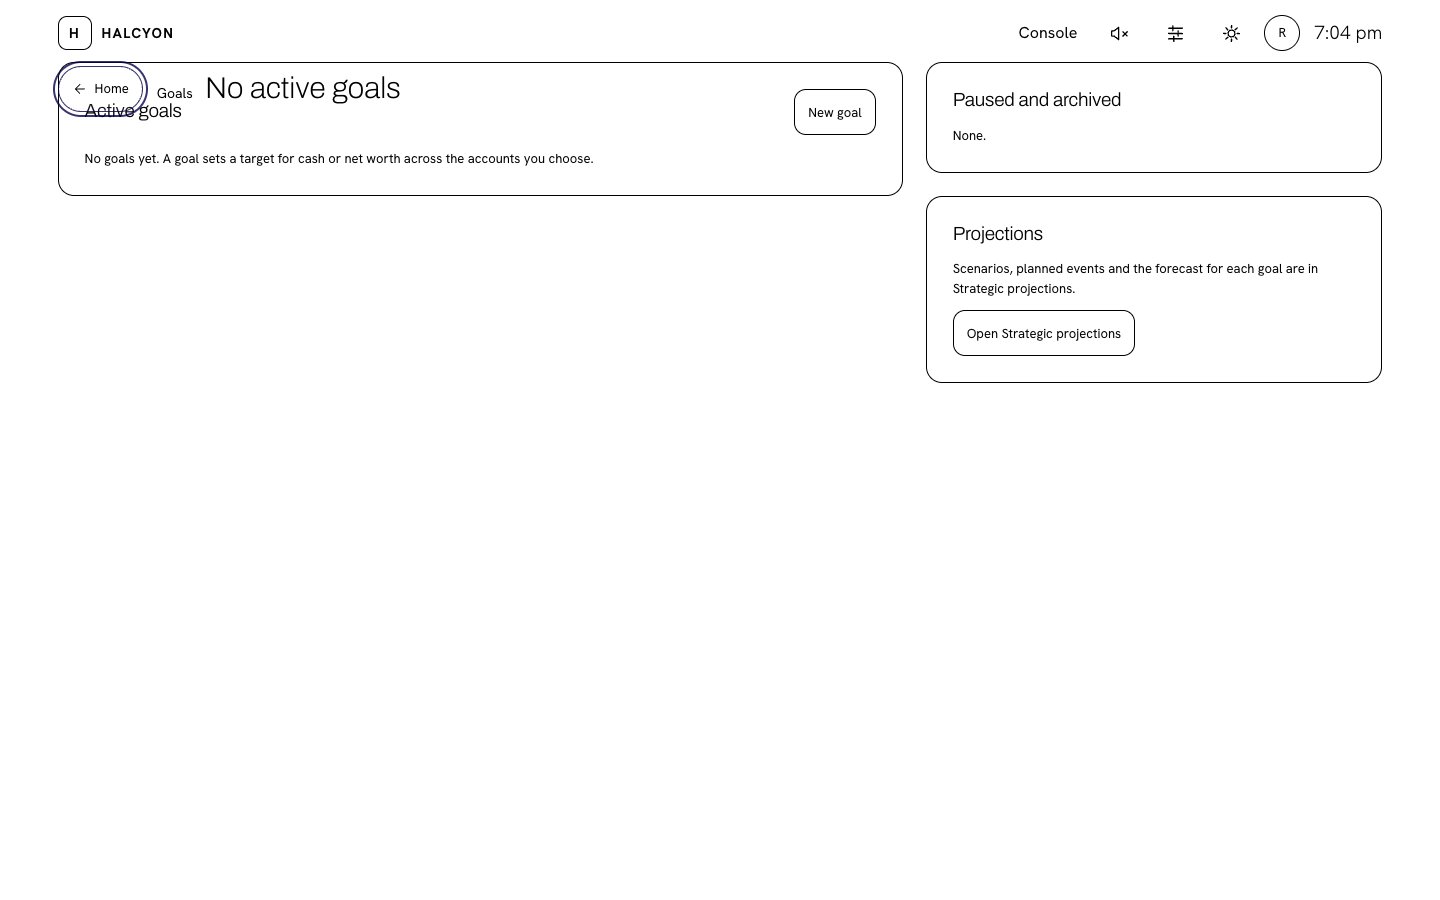 H HALCYON
Console R 7:04 pm
Home Goals No active goals
Active goals
New goal
No goals yet. A goal sets a target for cash or net worth across the accounts you choose.
Paused and archived
None.
Projections
Scenarios, planned events and the forecast for each goal are in
Strategic projections.
Open Strategic projections